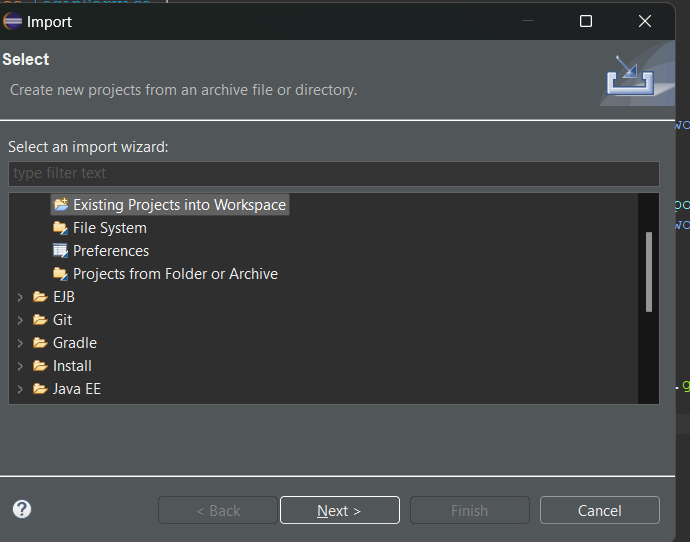 Import
Select
Create new projects from an archive file or directory.
Select an import wizard:
type filter text
Existing Projects into Workspace
File System
Preferences
Projects from Folder or Archive
EJB
Git
Gradle
Install
Java EE
< Back
Next >
Finish
Cancel